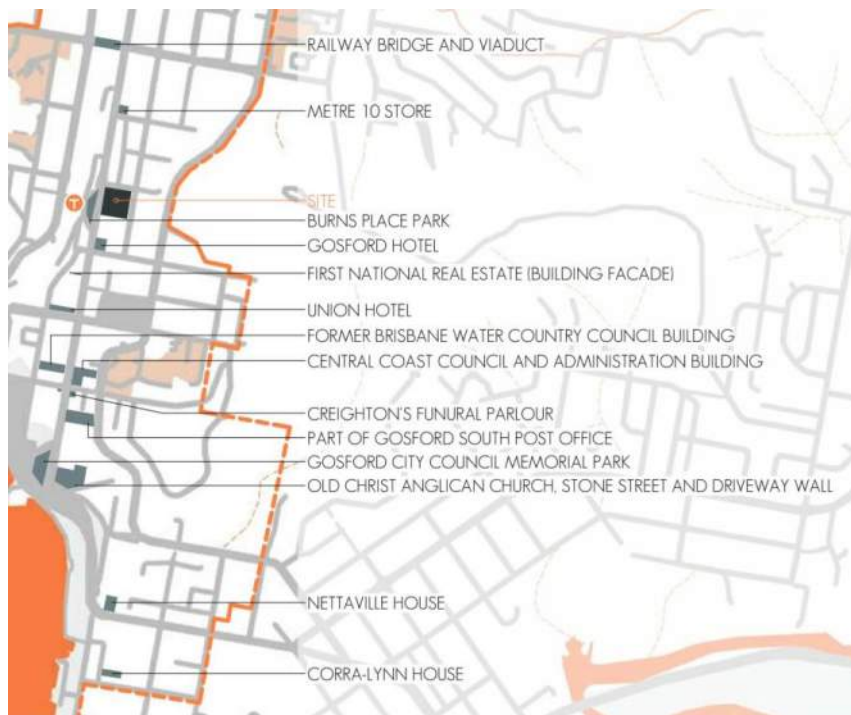 RAILWAY BRIDGE AND VIADUCT
METRE 10 STORE
T
SITE
BURNS PLACE PARK
GOSFORD HOTEL
FIRST NATIONAL REAL ESTATE (BUILDING FACADE)
UNION HOTEL
FORMER BRISBANE WATER COUNTRY COUNCIL BUILDING
CENTRAL COAST COUNCIL AND ADMINISTRATION BUILDING
CREIGHTON'S FUNURAL PARLOUR
PART OF GOSFORD SOUTH POST OFFICE
GOSFORD CITY COUNCIL MEMORIAL PARK
OLD CHRIST ANGLICAN CHURCH, STONE STREET AND DRIVEWAY WALL
NETTAVILLE HOUSE
CORRA-LYNN HOUSE